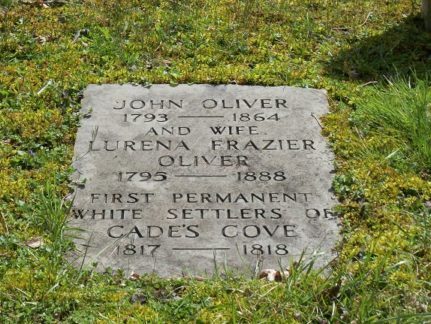 JOHN OLIVER
1793 — 1864
AND WIFE
LURENA FRAZIER
OLIVER
1795 — 1888
FIRST PERMANENT
WHITE SETTLERS OF
CADES COVE
1817 — 1818